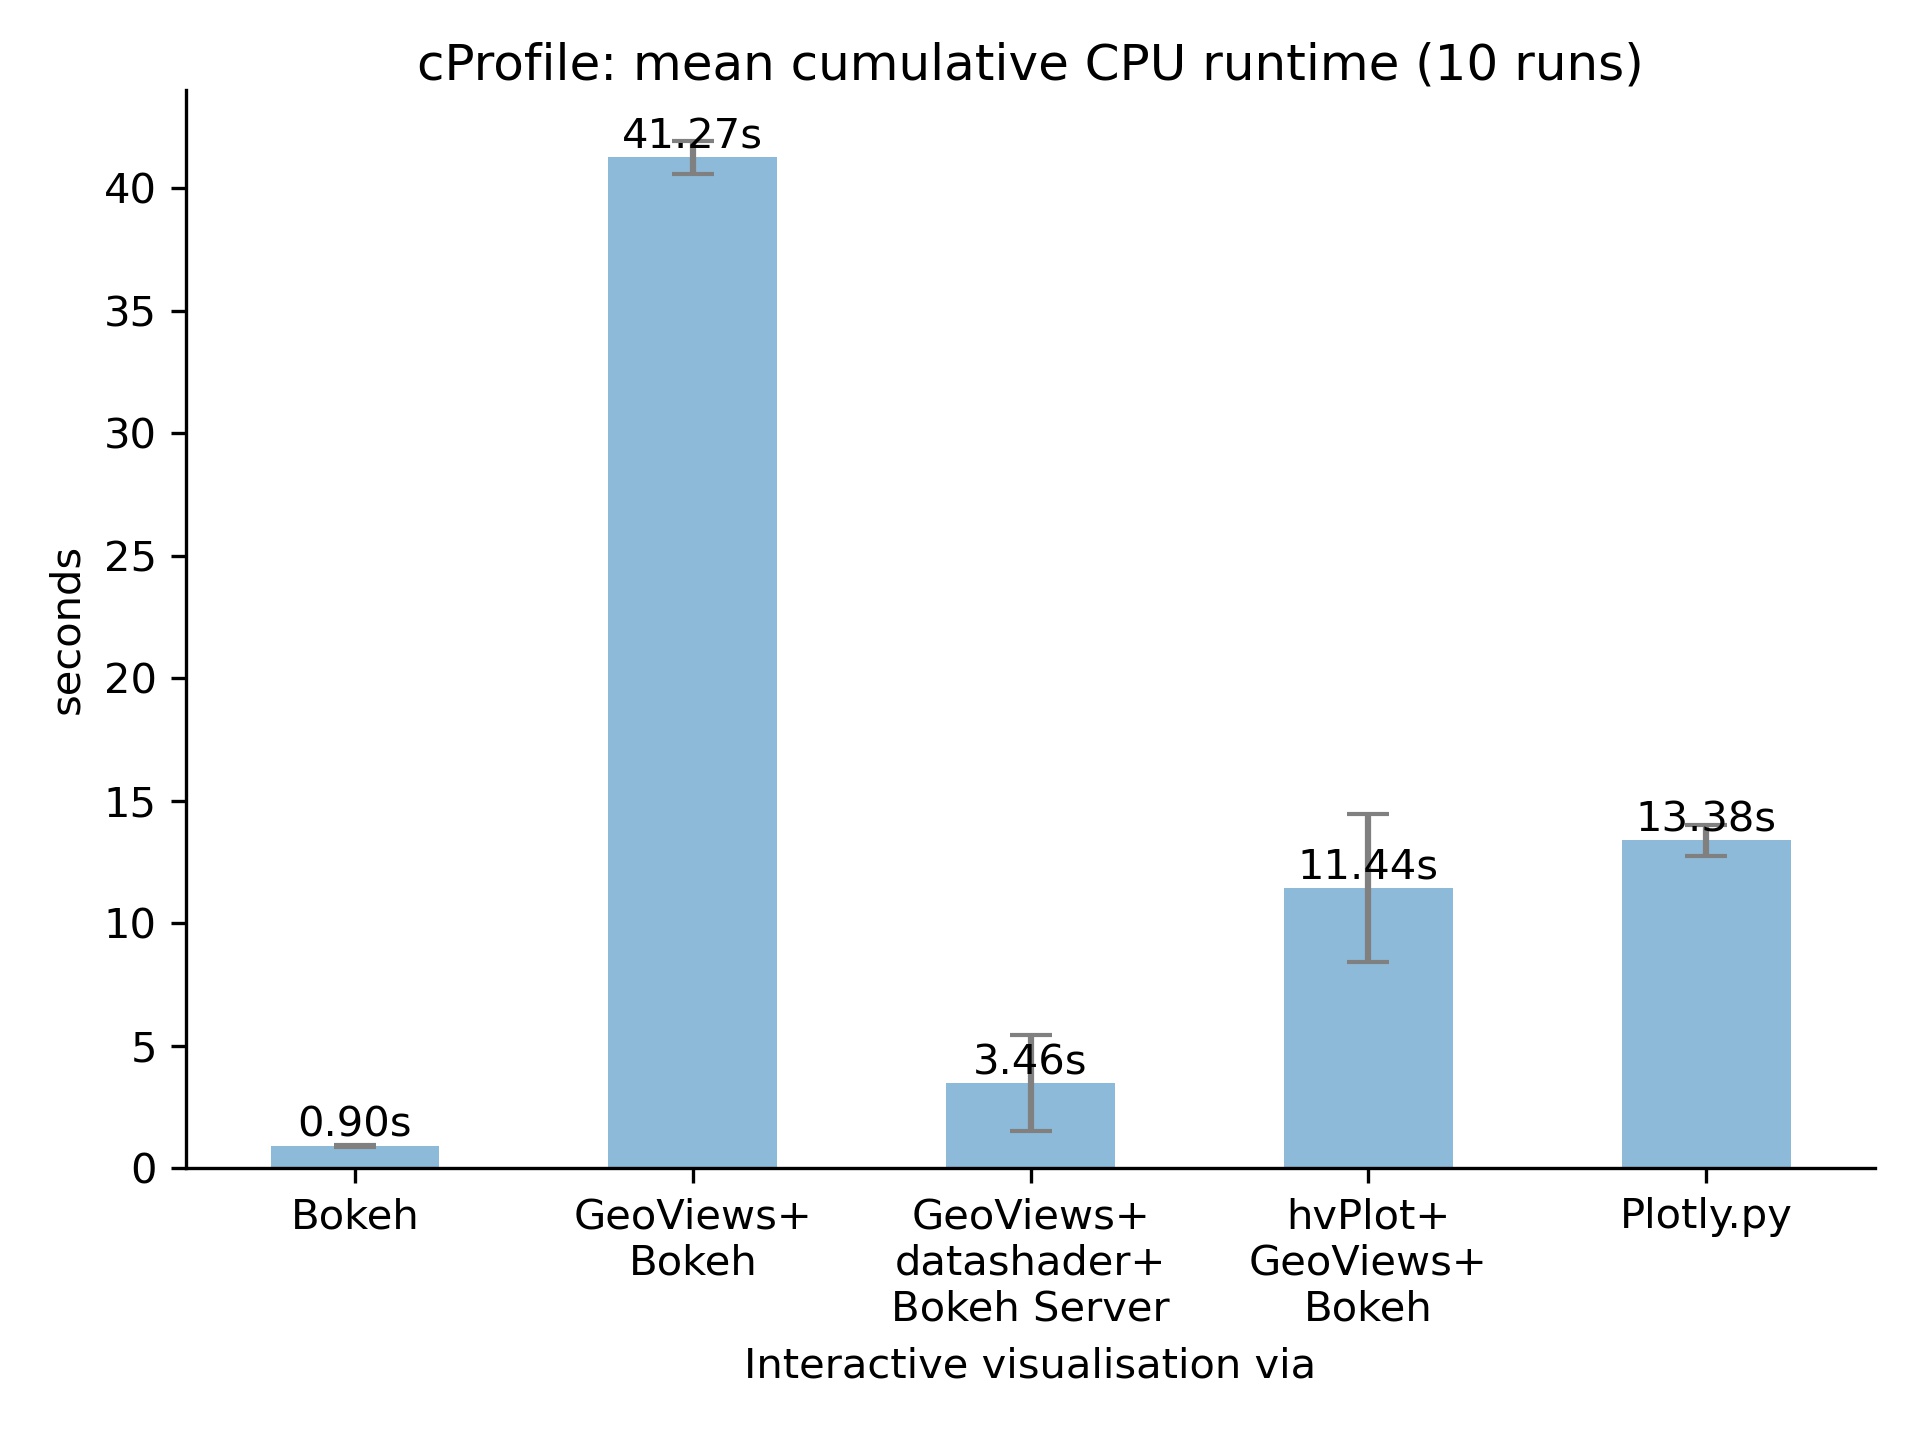 cProfile: mean cumulative CPU runtime (10 runs)
seconds
40
35
30
25
20
15
10
5
0
0.90s
41.27s
3.46s
11.44s
13.38s
Bokeh
GeoViews+
Bokeh
GeoViews+
datashader+
Bokeh Server
hvPlot+
GeoViews+
Bokeh
Plotly.py
Interactive visualisation via